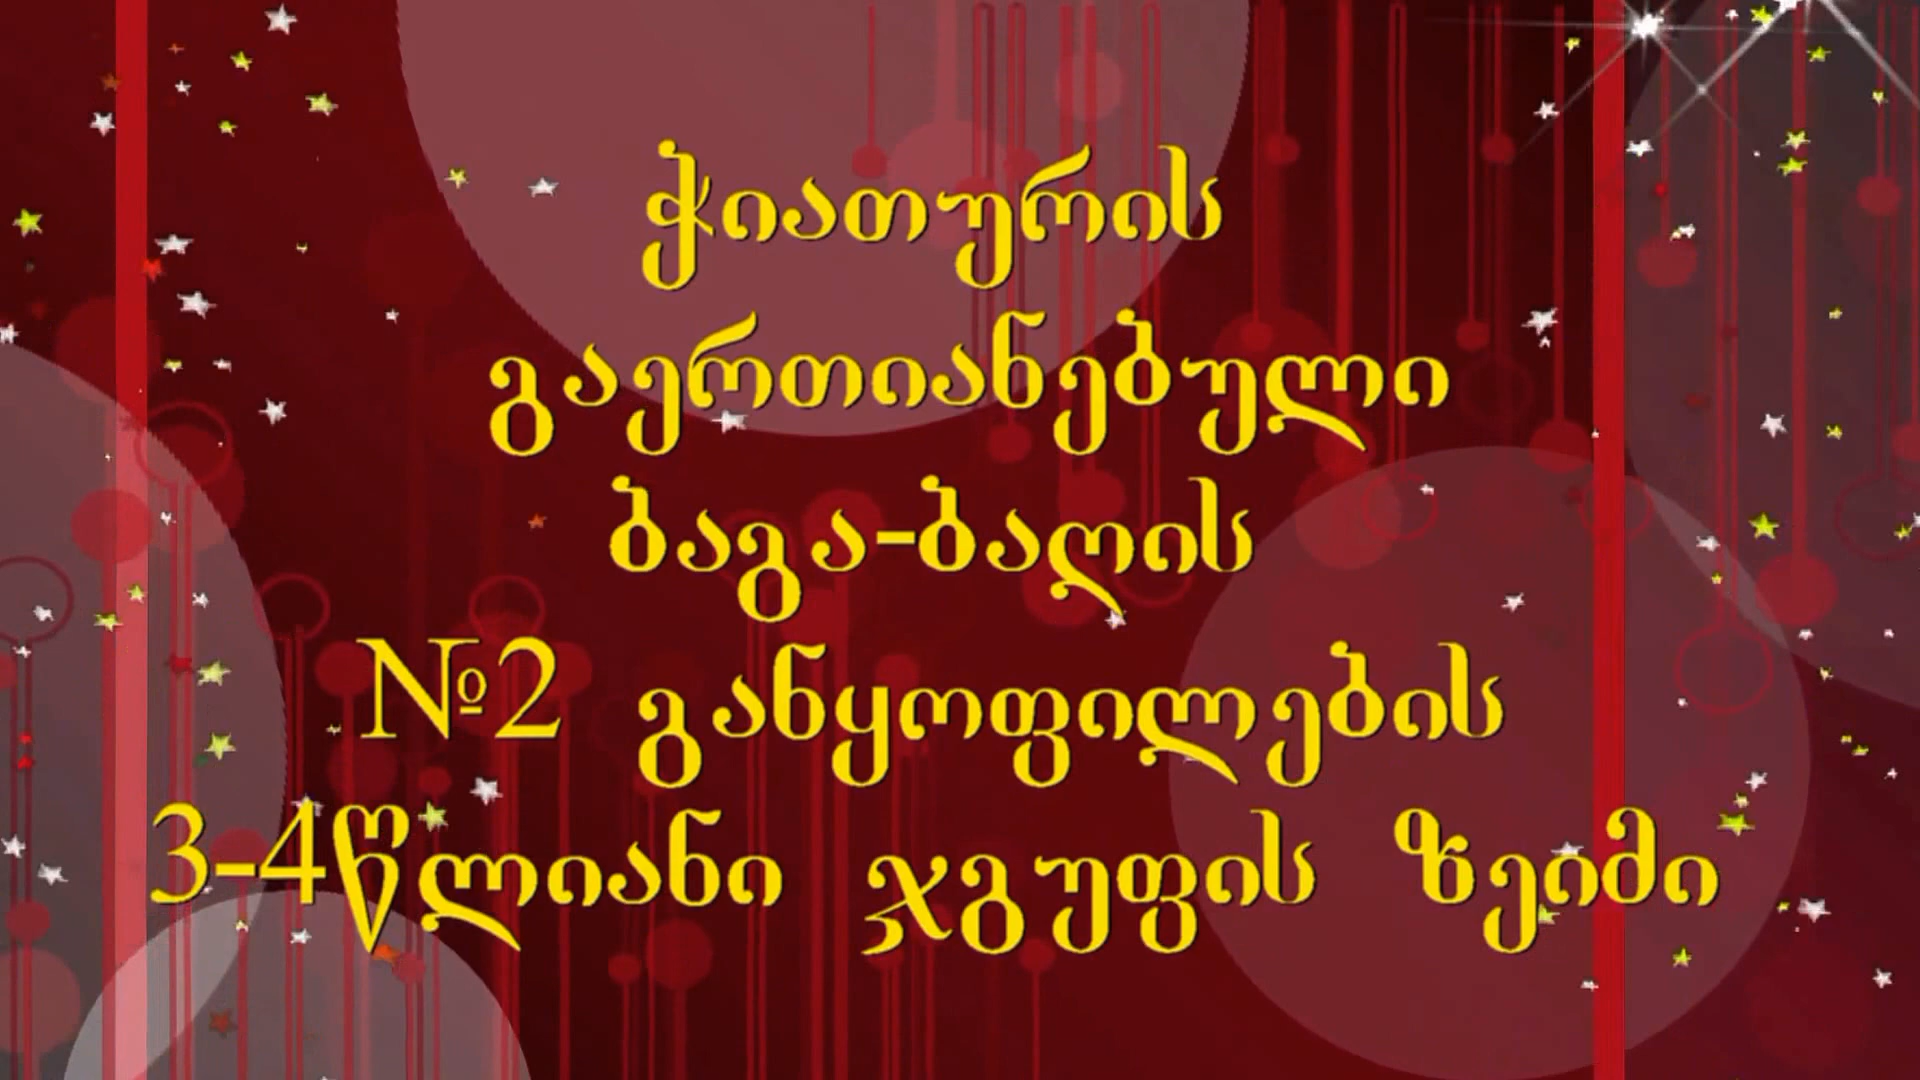 ჭიათურის
გაერთიანებული
ბაგა-ბაღის
№2 განყოფილების
3-4წლიანი ჯგუფის ზეიმი